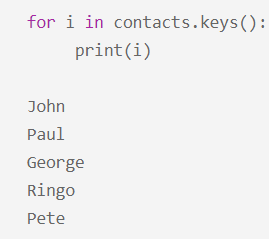 for i in contacts.keys():
    print(i)
John
Paul
George
Ringo
Pete